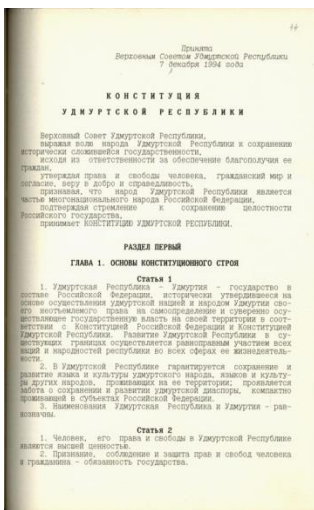 44
Принята
Верховным Советом Удмуртской Республики
7 декабря 1994 года
КОНСТИТУЦИЯ
УДМУРТСКОЙ РЕСПУБЛИКИ
Верховный Совет Удмуртской Республики,
выражая волю народа Удмуртской Республики к сохранению
исторически сложившейся государственности,
исходя из ответственности за обеспечение благополучия ее
граждан,
утверждая права и свободы человека, гражданский мир и
согласие, веру в добро и справедливость,
признавая, что народ Удмуртской Республики является
частью многонационального народа Российской Федерации,
подтверждая стремление к сохранению целостности
Российского государства,
принимает КОНСТИТУЦИЮ УДМУРТСКОЙ РЕСПУБЛИКИ.
РАЗДЕЛ ПЕРВЫЙ
ГЛАВА 1. ОСНОВЫ КОНСТИТУЦИОННОГО СТРОЯ
Статья 1
1. Удмуртская Республика - Удмуртия - государство в
составе Российской Федерации, исторически утвердившееся на
основе осуществления удмуртской нацией и народом Удмуртии сво-
его неотъемлемого права на самоопределение и суверенно осу-
ществляющее государственную власть на своей территории в соот-
ветствии с Конституцией Российской Федерации и Конституцией
Удмуртской Республики. Развитие Удмуртской Республики в су-
ществующих границах осуществляется равноправным участием всех
наций и народностей республики во всех сферах ее жизнедеятель-
ности.
2. В Удмуртской Республике гарантируется сохранение и
развитие языка и культуры удмуртского народа, языков и культу-
ры других народов, проживающих на ее территории; проявляется
забота о сохранении и развитии удмуртской диаспоры, компактно
проживающей в субъектах Российской Федерации.
3. Наименования Удмуртская Республика и Удмуртия - рав-
нозначны.
Статья 2
1. Человек, его права и свободы в Удмуртской Республике
являются высшей ценностью.
2. Признание, соблюдение и защита прав и свобод человека
и гражданина - обязанность государства.